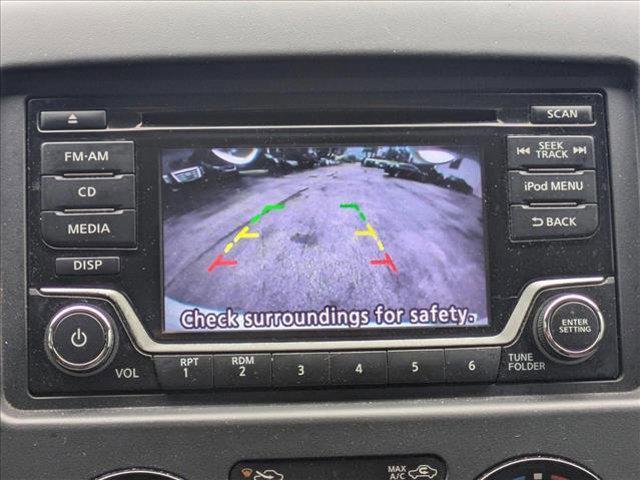 SCAN
FM·AM
SEEK
TRACK
CD
iPod MENU
MEDIA
BACK
DISP
Check surroundings for safety.
ENTER
SETTING
VOL
RPT
1
RDM
2
3
4
5
6
TUNE
FOLDER
MAX
A/C